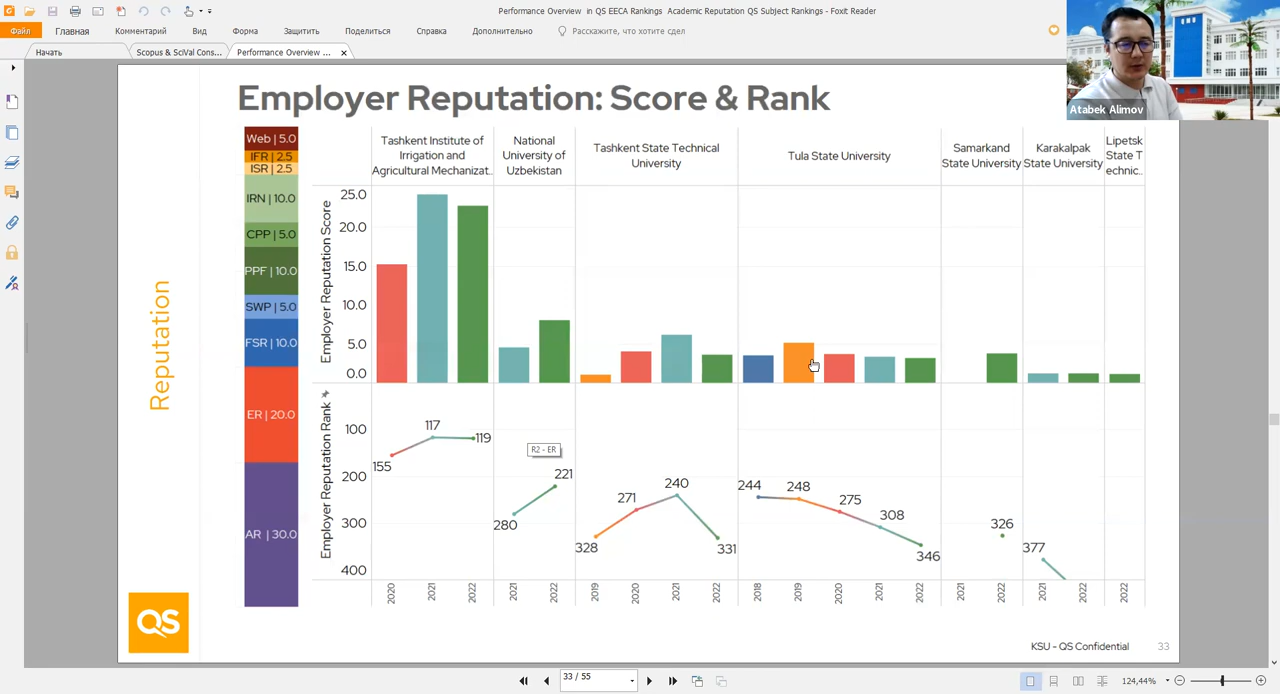 Performance Overview in QS EECA Rankings Academic Reputation QS Subject Rankings - Foxit Reader
Файл
Главная
Комментарий
Вид
Форма
Защитить
Поделиться
Справка
Дополнительно
Расскажите, что хотите сдел
Начать
Scopus & SciVal Cons...
Performance Overview ...
Atabek Alimov
Employer Reputation: Score & Rank
Reputation
Web | 5.0
IFR | 2.5
ISR | 2.5
IRN | 10.0
CPP | 5.0
PPF | 10.0
SWP | 5.0
FSR | 10.0
ER | 20.0
AR | 30.0
Tashkent Institute of
Irrigation and
Agricultural Mechanizat..
National
University of
Uzbekistan
Tashkent State Technical
University
Tula State University
Samarkand
State University
Karakalpak
State University
Lipetsk
State T
echnic..
Employer Reputation Score
25.0
20.0
15.0
10.0
5.0
0.0
Employer Reputation Rank
100
200
300
400
155
117
119
R2 - ER
280
221
328
271
240
331
244
248
275
308
346
326
377
2020
2021
2022
2021
2022
2019
2020
2021
2022
2018
2019
2020
2021
2022
2021
2022
2021
2022
2022
QS
KSU - QS Confidential
33
33 / 55
124,44%